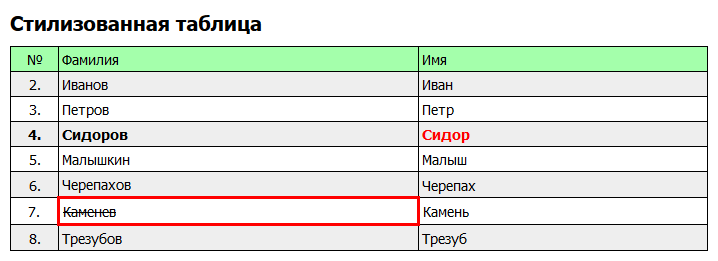 Стилизованная таблица
№ Фамилия Имя
2. Иванов Иван
3. Петров Петр
4. Сидоров Сидор
5. Малышкин Малыш
6. Черепахов Черепах
7. Каменев Камень
8. Трезубов Трезуб